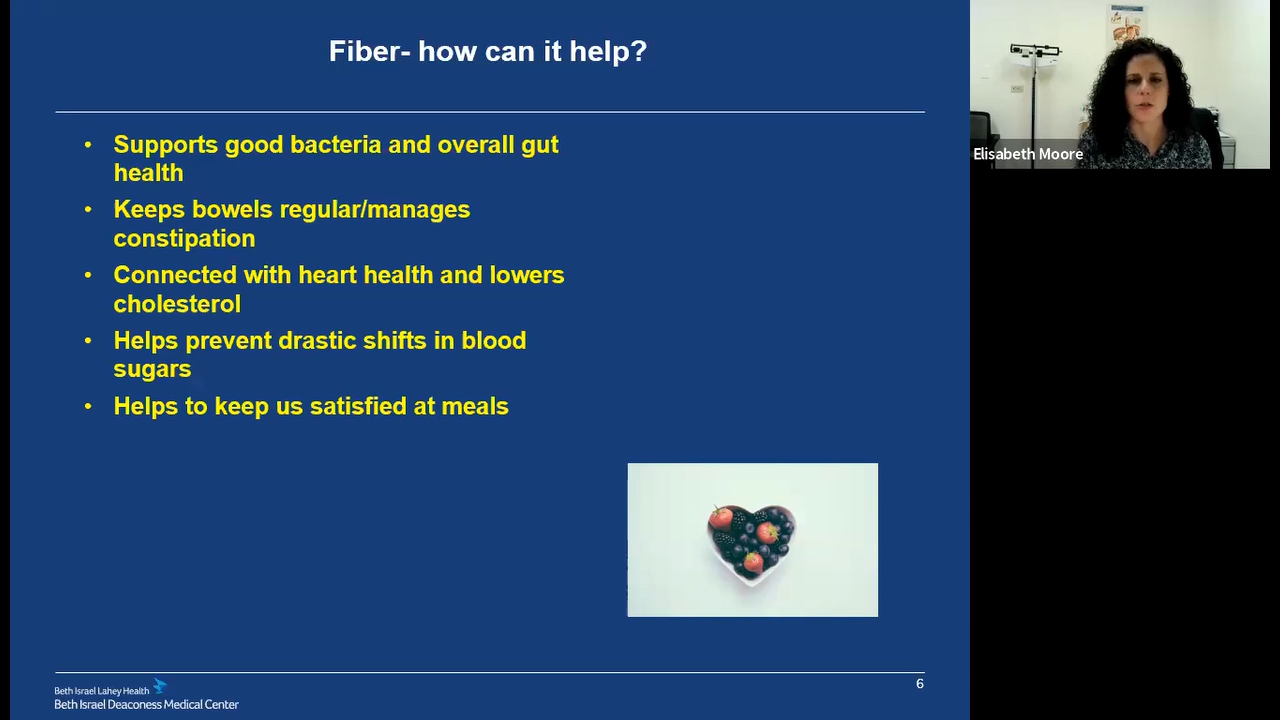 Fiber- how can it help?
• Supports good bacteria and overall gut
health
• Keeps bowels regular/manages
constipation
• Connected with heart health and lowers
cholesterol
• Helps prevent drastic shifts in blood
sugars
• Helps to keep us satisfied at meals
Elisabeth Moore
Beth Israel Lahey Health
Beth Israel Deaconess Medical Center
6